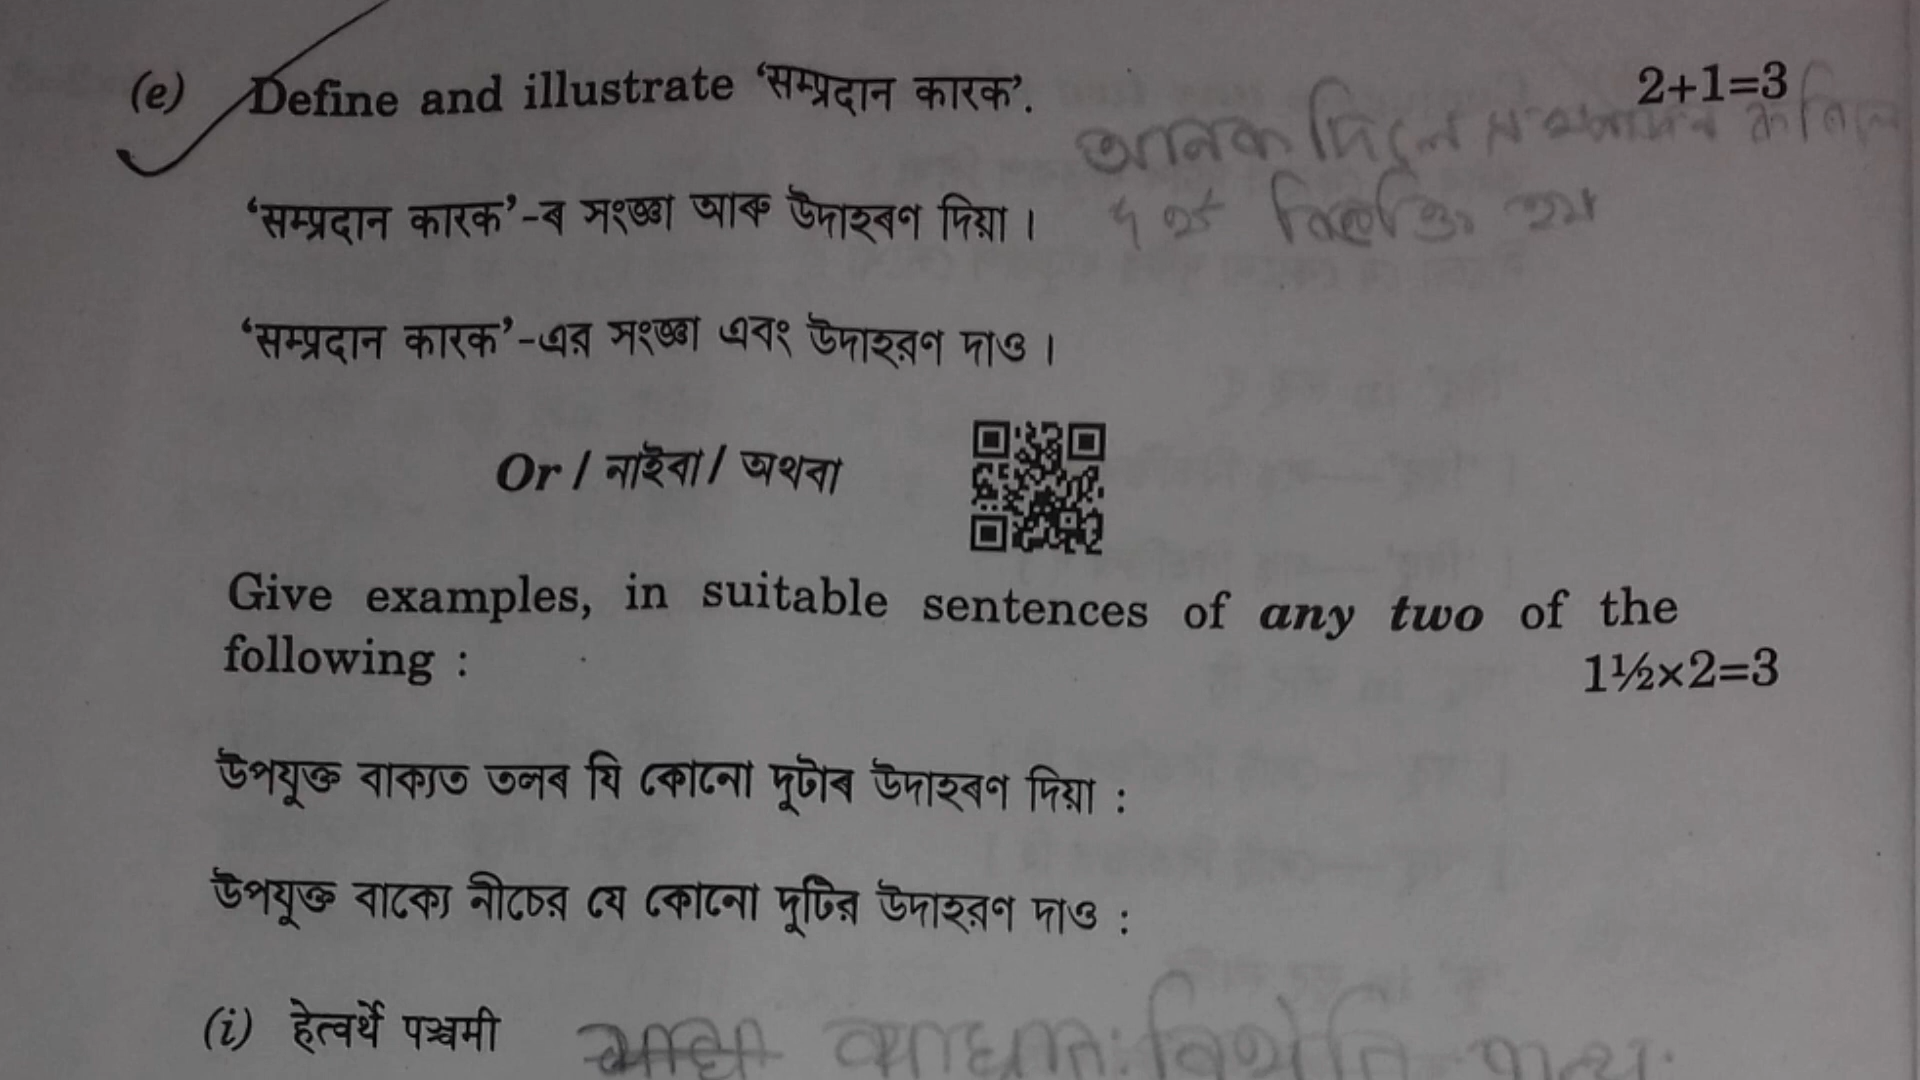 (e) Define and illustrate ‘सम्प्रदान कारक’. 2+1=3
‘सम्प्रदान कारक’-ৰ সংজ্ঞা আৰু উদাহৰণ দিয়া ।
‘सम्प्रदान कारक’-এর সংজ্ঞা এবং উদাহরণ দাও ।
Or / নাইবা / অথবা
Give examples, in suitable sentences of any two of the
following : 1½×2=3
উপযুক্ত বাক্যত তলৰ যি কোনো দুটাৰ উদাহৰণ দিয়া :
উপযুক্ত বাক্যে নীচের যে কোনো দুটির উদাহরণ দাও :
(i) हेत्वर्थे पञ्चमी